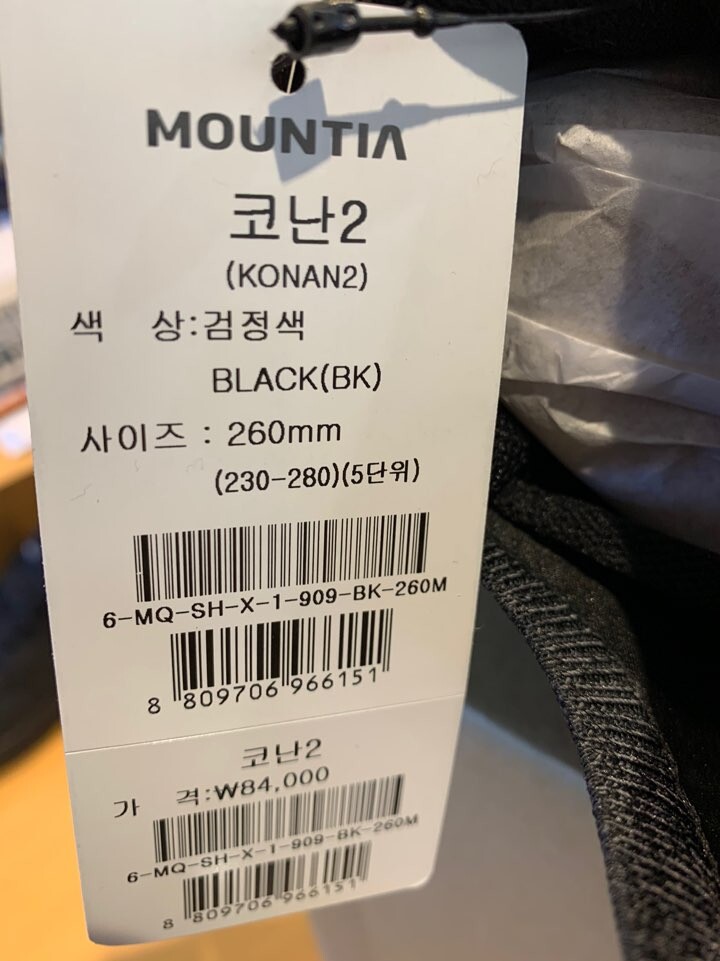 MOUNTIA
코난2
(KONAN2)
색 상:검정색
BLACK(BK)
사이즈 : 260mm
(230-280)(5단위)
6-MQ-SH-X-1-909-BK-260M
8 809706 966151
코난2
가 격:₩84,000
6-MQ-SH-X-1-909-BK-260M
8 809706 966151